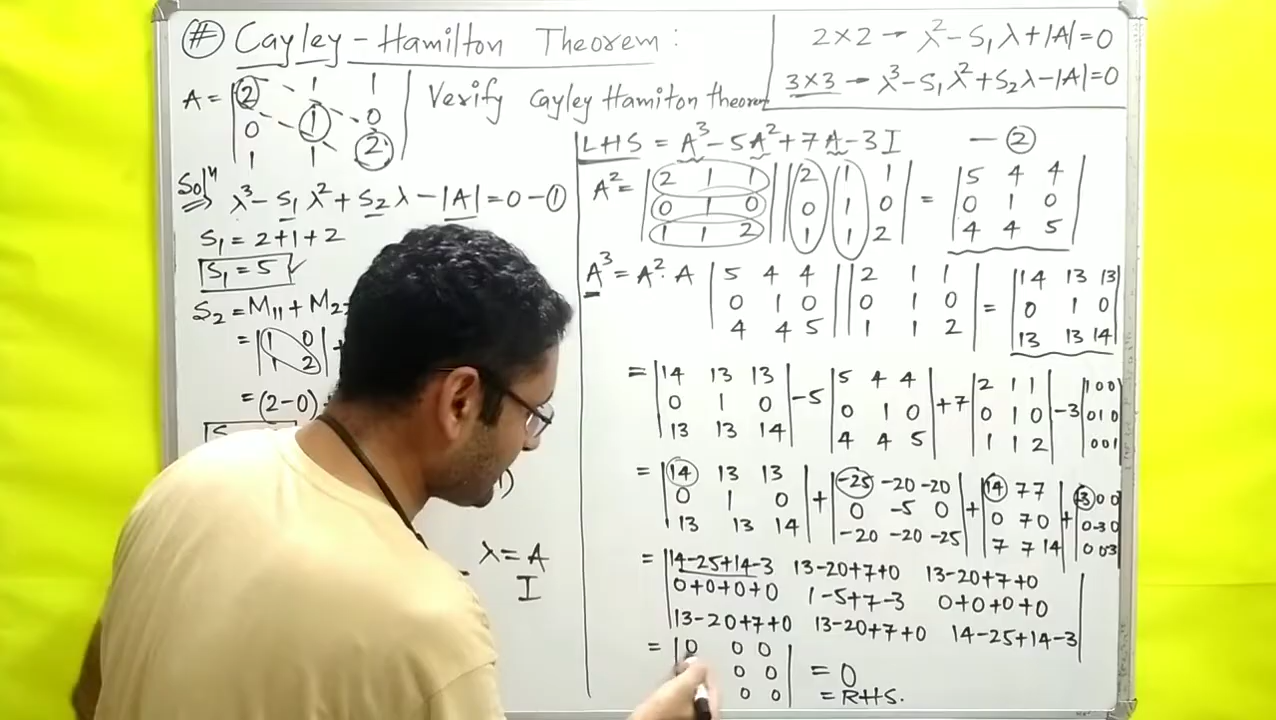 # Cayley-Hamilton Theorem:
2×2 → λ² - S₁λ + |A| = 0
3×3 → λ³ - S₁λ² + S₂λ - |A| = 0
A = | 2 1 1 | Verify Cayley Hamiton theorem
| 0 1 0 |
| 1 1 2 |
Solⁿ ⇒ λ³ - S₁λ² + S₂λ - |A| = 0 - ①
S₁ = 2+1+2
S₁ = 5 ✓
S₂ = M₁₁ + M₂
= | 1 0 | +
| 1 2 |
= (2-0)
λ = A
I
LHS = A³ - 5A² + 7A - 3I — ②
A² = | 2 1 1 | | 2 1 1 | = | 5 4 4 |
| 0 1 0 | | 0 1 0 | | 0 1 0 |
| 1 1 2 | | 1 1 2 | | 4 4 5 |
A³ = A² · A | 5 4 4 | | 2 1 1 | = | 14 13 13 |
| 0 1 0 | | 0 1 0 | | 0 1 0 |
| 4 4 5 | | 1 1 2 | | 13 13 14 |
= | 14 13 13 | - 5 | 5 4 4 | + 7 | 2 1 1 | - 3 | 1 0 0 |
| 0 1 0 | | 0 1 0 | | 0 1 0 | | 0 1 0 |
| 13 13 14 | | 4 4 5 | | 1 1 2 | | 0 0 1 |
= | 14 13 13 | + | -25 -20 -20 | + | 14 7 7 | + | -3 0 0 |
| 0 1 0 | | 0 -5 0 | | 0 7 0 | | 0 -3 0 |
| 13 13 14 | | -20 -20 -25 | | 7 7 14 | | 0 0 3 |
= | 14-25+14-3 13-20+7+0 13-20+7+0 |
| 0+0+0+0 1-5+7-3 0+0+0+0 |
| 13-20+7+0 13-20+7+0 14-25+14-3 |
= | 0 0 0 |
0 0 | = 0
0 0 | = RHS.